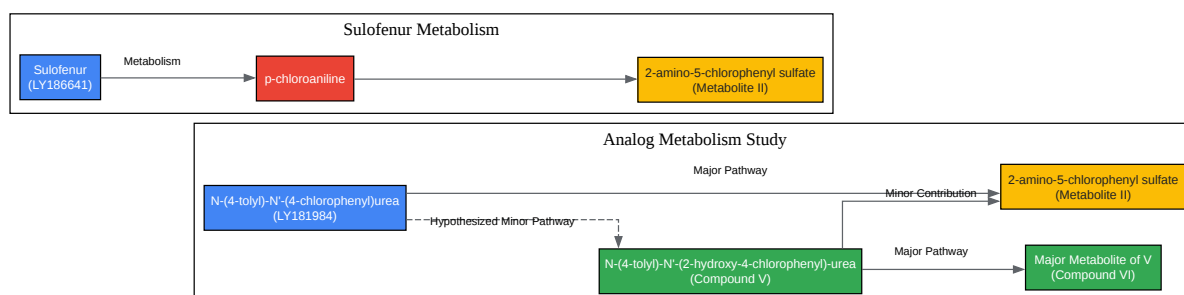 Sulofenur Metabolism
Sulofenur
(LY186641)
Metabolism
p-chloroaniline
2-amino-5-chlorophenyl sulfate
(Metabolite II)
Analog Metabolism Study
N-(4-tolyl)-N'-(4-chlorophenyl)urea
(LY181984)
Major Pathway
Hypothesized Minor Pathway
Minor Contribution
2-amino-5-chlorophenyl sulfate
(Metabolite II)
N-(4-tolyl)-N'-(2-hydroxy-4-chlorophenyl)-urea
(Compound V)
Major Pathway
Major Metabolite of V
(Compound VI)